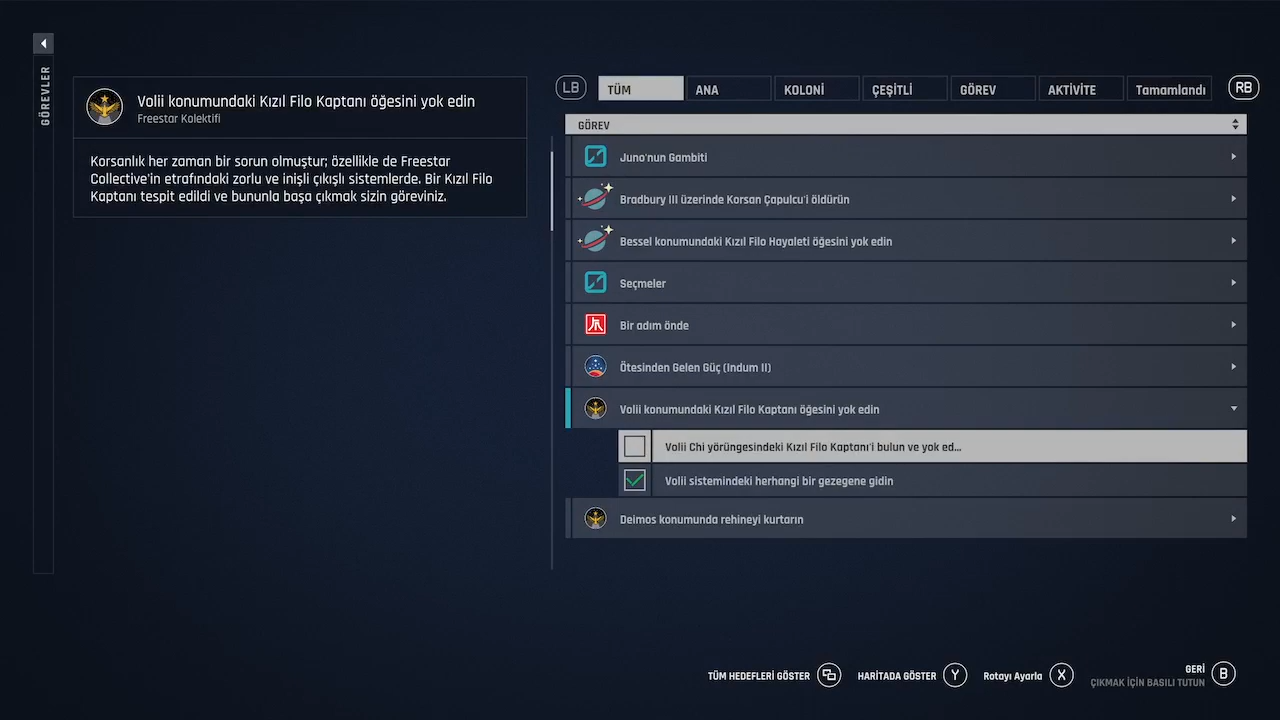 GÖREVLER
Volii konumundaki Kızıl Filo Kaptanı öğesini yok edin
Freestar Kolektifi
Korsanlık her zaman bir sorun olmuştur; özellikle de Freestar
Collective'in etrafındaki zorlu ve inişli çıkışlı sistemlerde. Bir Kızıl Filo
Kaptanı tespit edildi ve bununla başa çıkmak sizin göreviniz.
LB
TÜM
ANA
KOLONİ
ÇEŞİTLİ
GÖREV
AKTİVİTE
Tamamlandı
RB
GÖREV
Juno'nun Gambiti
Bradbury III üzerinde Korsan Çapulcu'i öldürün
Bessel konumundaki Kızıl Filo Hayaleti öğesini yok edin
Seçmeler
Bir adım önde
Ötesinden Gelen Güç (Indum II)
Volii konumundaki Kızıl Filo Kaptanı öğesini yok edin
Volii Chi yörüngesindeki Kızıl Filo Kaptanı'i bulun ve yok ed...
Volii sistemindeki herhangi bir gezegene gidin
Deimos konumunda rehineyi kurtarın
TÜM HEDEFLERİ GÖSTER
HARİTADA GÖSTER
Y
Rotayı Ayarla
X
GERİ
ÇIKMAK İÇİN BASILI TUTUN
B